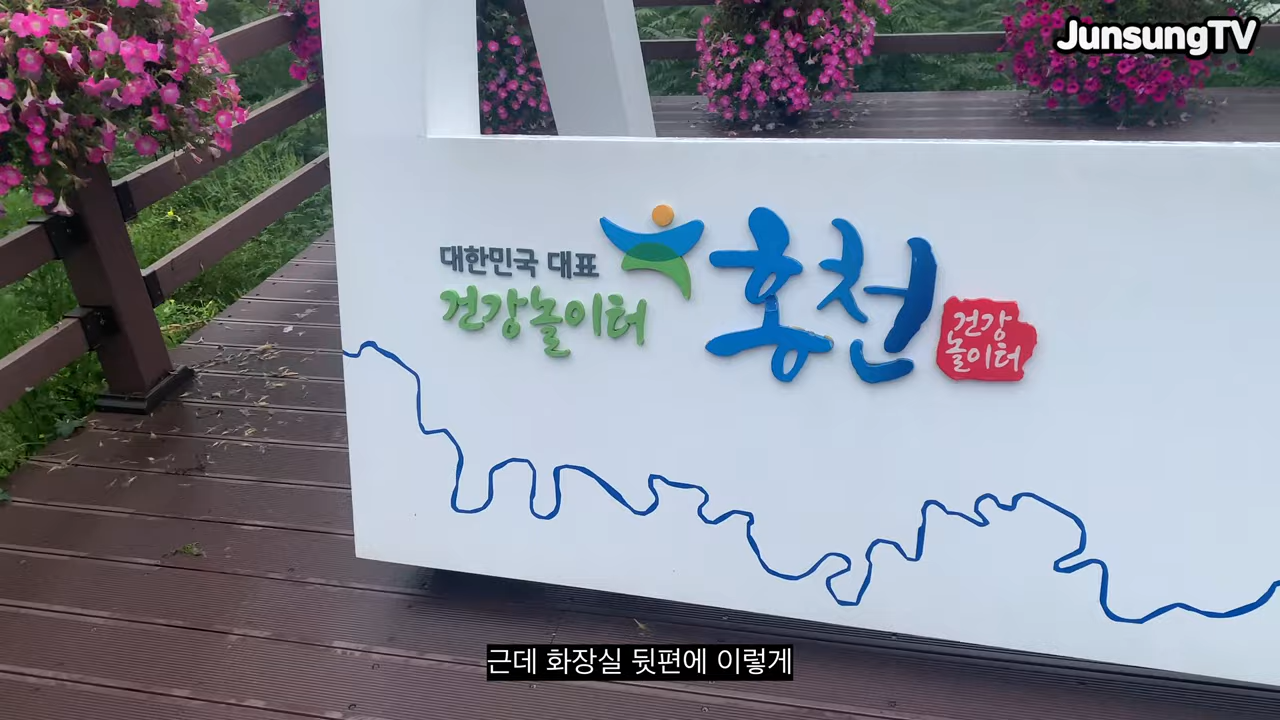 JunsungTV
대한민국 대표
건강놀이터
홍천
건강
놀이터
근데 화장실 뒷편에 이렇게